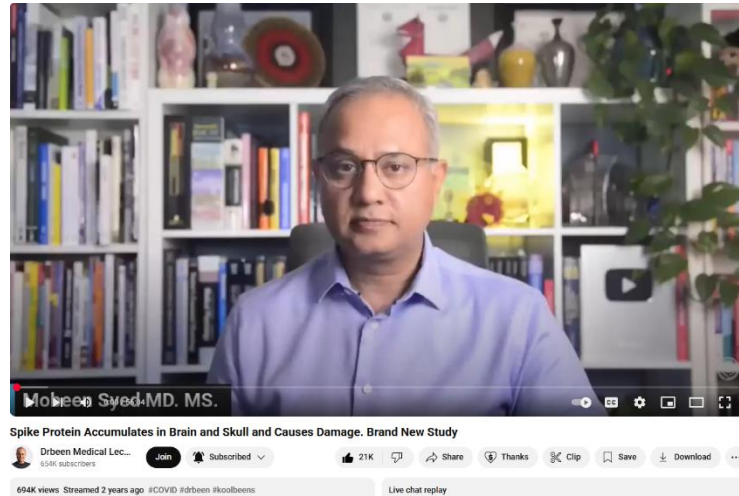 Mobeen Syed MD. MS.
Spike Protein Accumulates in Brain and Skull and Causes Damage. Brand New Study
Drbeen Medical Lec...
654K subscribers
Join
Subscribed
21K
Share
Thanks
Clip
Save
Download
694K views Streamed 2 years ago #COVID #drbeen #koolbeens
Live chat replay